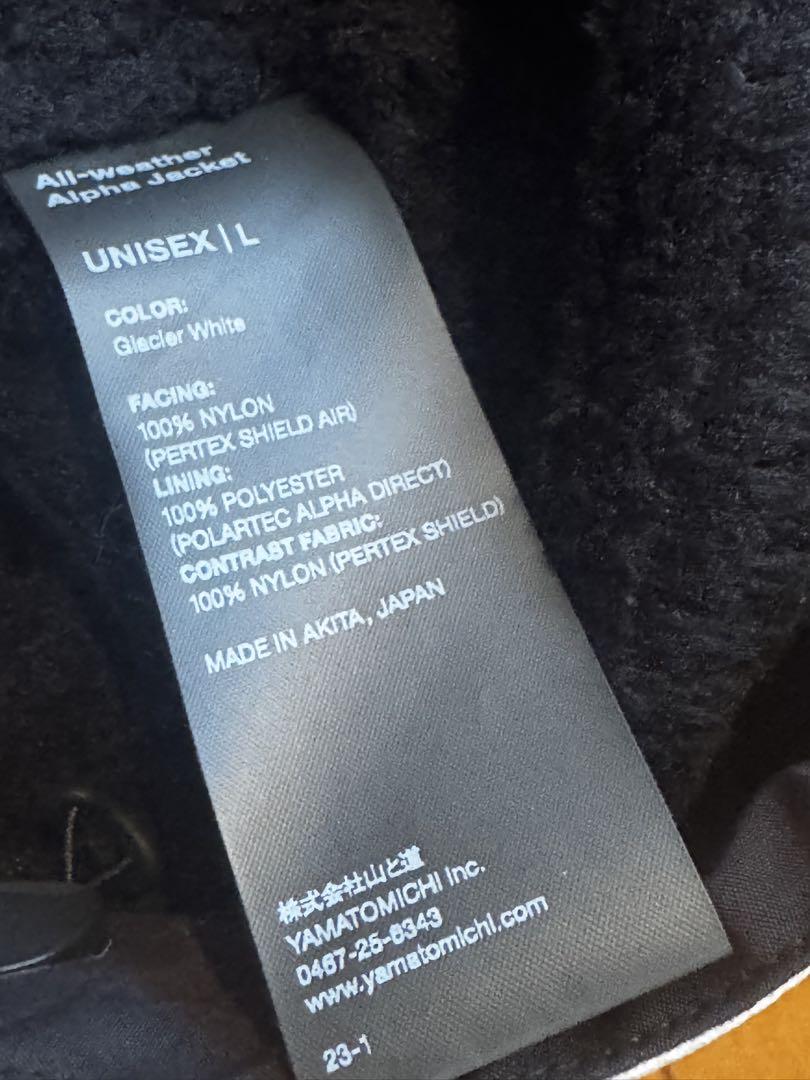 All-weather
Alpha Jacket
UNISEX | L
COLOR:
Glacier White
FACING:
100% NYLON
(PERTEX SHIELD AIR)
LINING:
100% POLYESTER
(POLARTEC ALPHA DIRECT)
CONTRAST FABRIC:
100% NYLON (PERTEX SHIELD)
MADE IN AKITA, JAPAN
株式会社山と道
YAMATOMICHI Inc.
0467-25-6343
www.yamatomichi.com
23-1